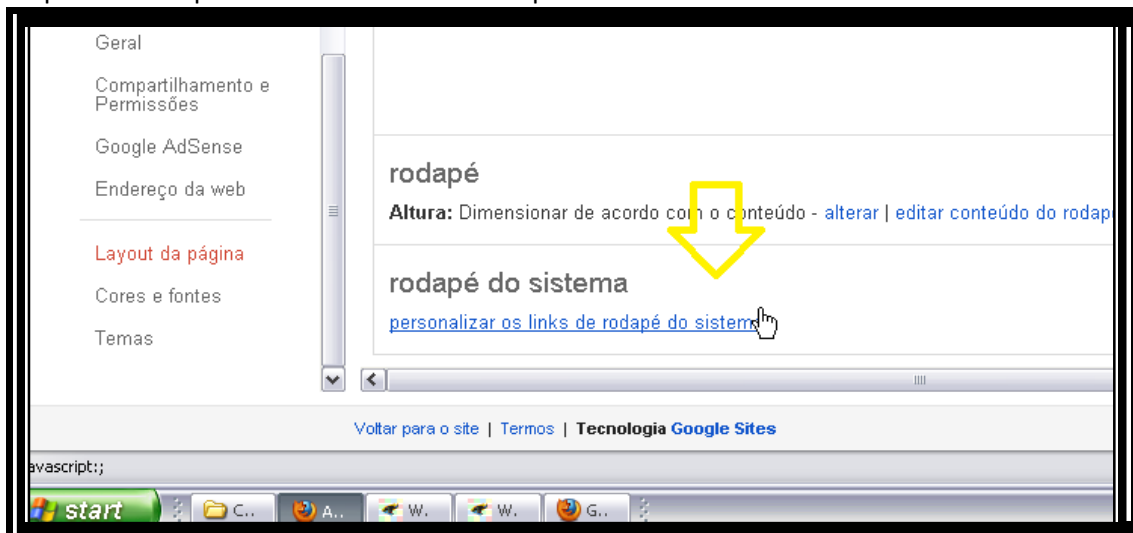 Geral
Compartilhamento e
Permissões
Google AdSense
Endereço da web
Layout da página
Cores e fontes
Temas
rodapé
Altura: Dimensionar de acordo com o conteúdo - alterar | editar conteúdo do rodap
rodapé do sistema
personalizar os links de rodapé do sistem
Voltar para o site | Termos | Tecnologia Google Sites
avascript:;
start C.. A.. W. W. G..